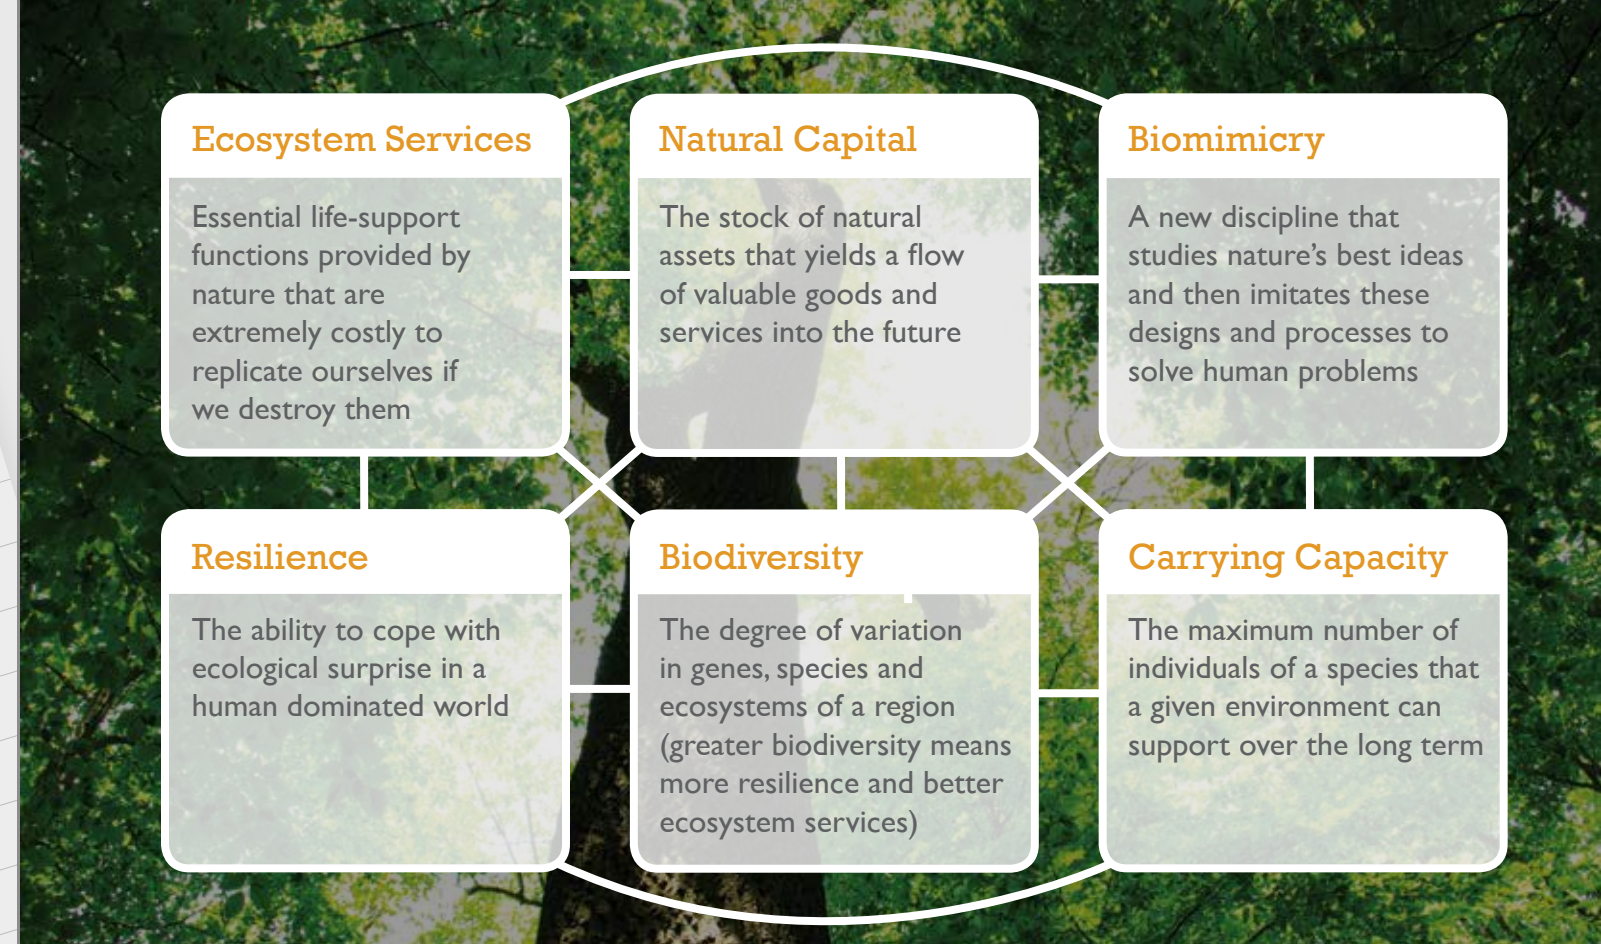 Ecosystem Services
Essential life-support
functions provided by
nature that are
extremely costly to
replicate ourselves if
we destroy them
Natural Capital
The stock of natural
assets that yields a flow
of valuable goods and
services into the future
Biomimicry
A new discipline that
studies nature’s best ideas
and then imitates these
designs and processes to
solve human problems
Resilience
The ability to cope with
ecological surprise in a
human dominated world
Biodiversity
The degree of variation
in genes, species and
ecosystems of a region
(greater biodiversity means
more resilience and better
ecosystem services)
Carrying Capacity
The maximum number of
individuals of a species that
a given environment can
support over the long term